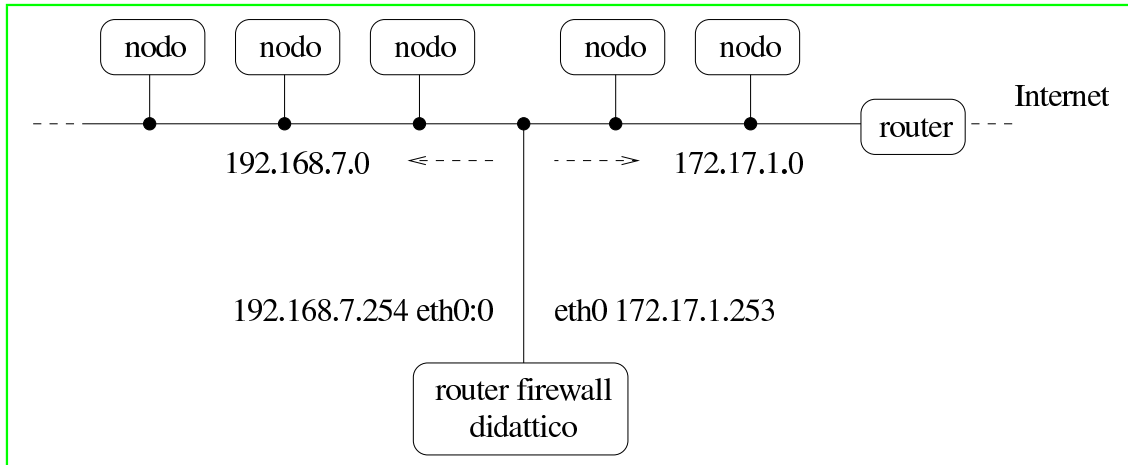 nodo
nodo
nodo
nodo
nodo
Internet
router
192.168.7.0
172.17.1.0
192.168.7.254 eth0:0
eth0 172.17.1.253
router firewall
didattico